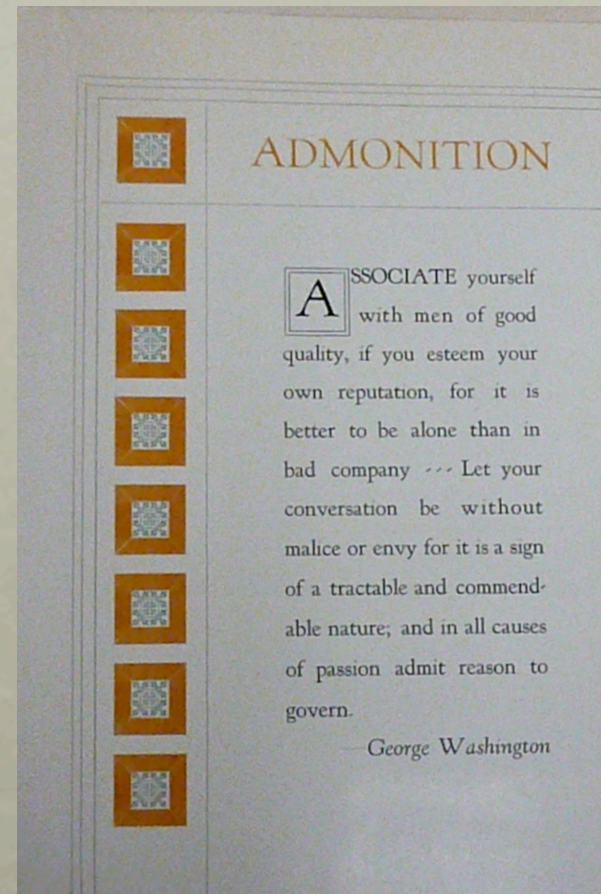 ADMONITION
ASSOCIATE yourself
with men of good
quality, if you esteem your
own reputation, for it is
better to be alone than in
bad company --- Let your
conversation be without
malice or envy for it is a sign
of a tractable and commend-
able nature; and in all causes
of passion admit reason to
govern.
George Washington